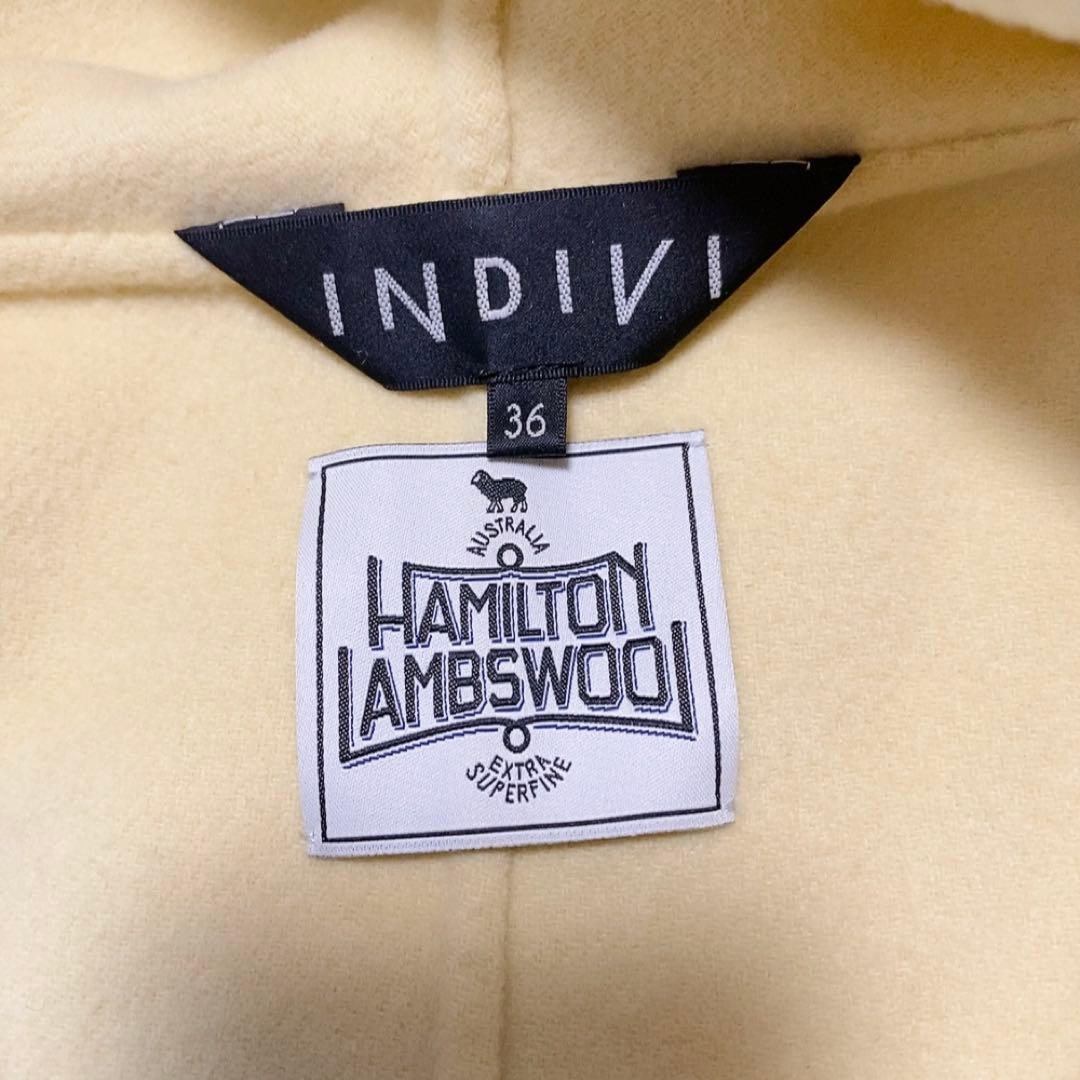 INDIVI
36
AUSTRALIA
HAMILTON
LAMBSWOOL
EXTRA
SUPERFINE